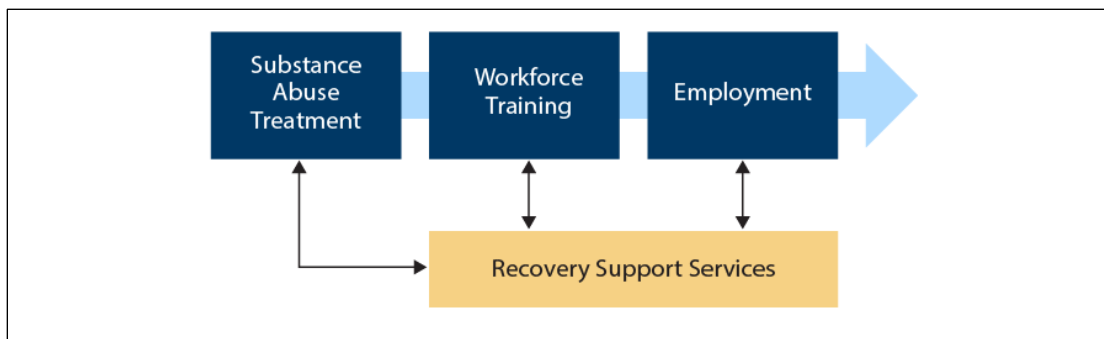 Substance
Abuse
Treatment
Workforce
Training
Employment
Recovery Support Services